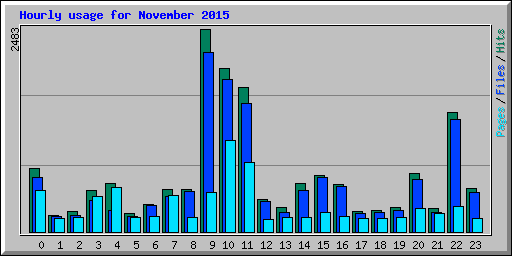 Hourly usage for November 2015
2483
Pages/Files/Hits
0 1 2 3 4 5 6 7 8 9 10 11 12 13 14 15 16 17 18 19 20 21 22 23